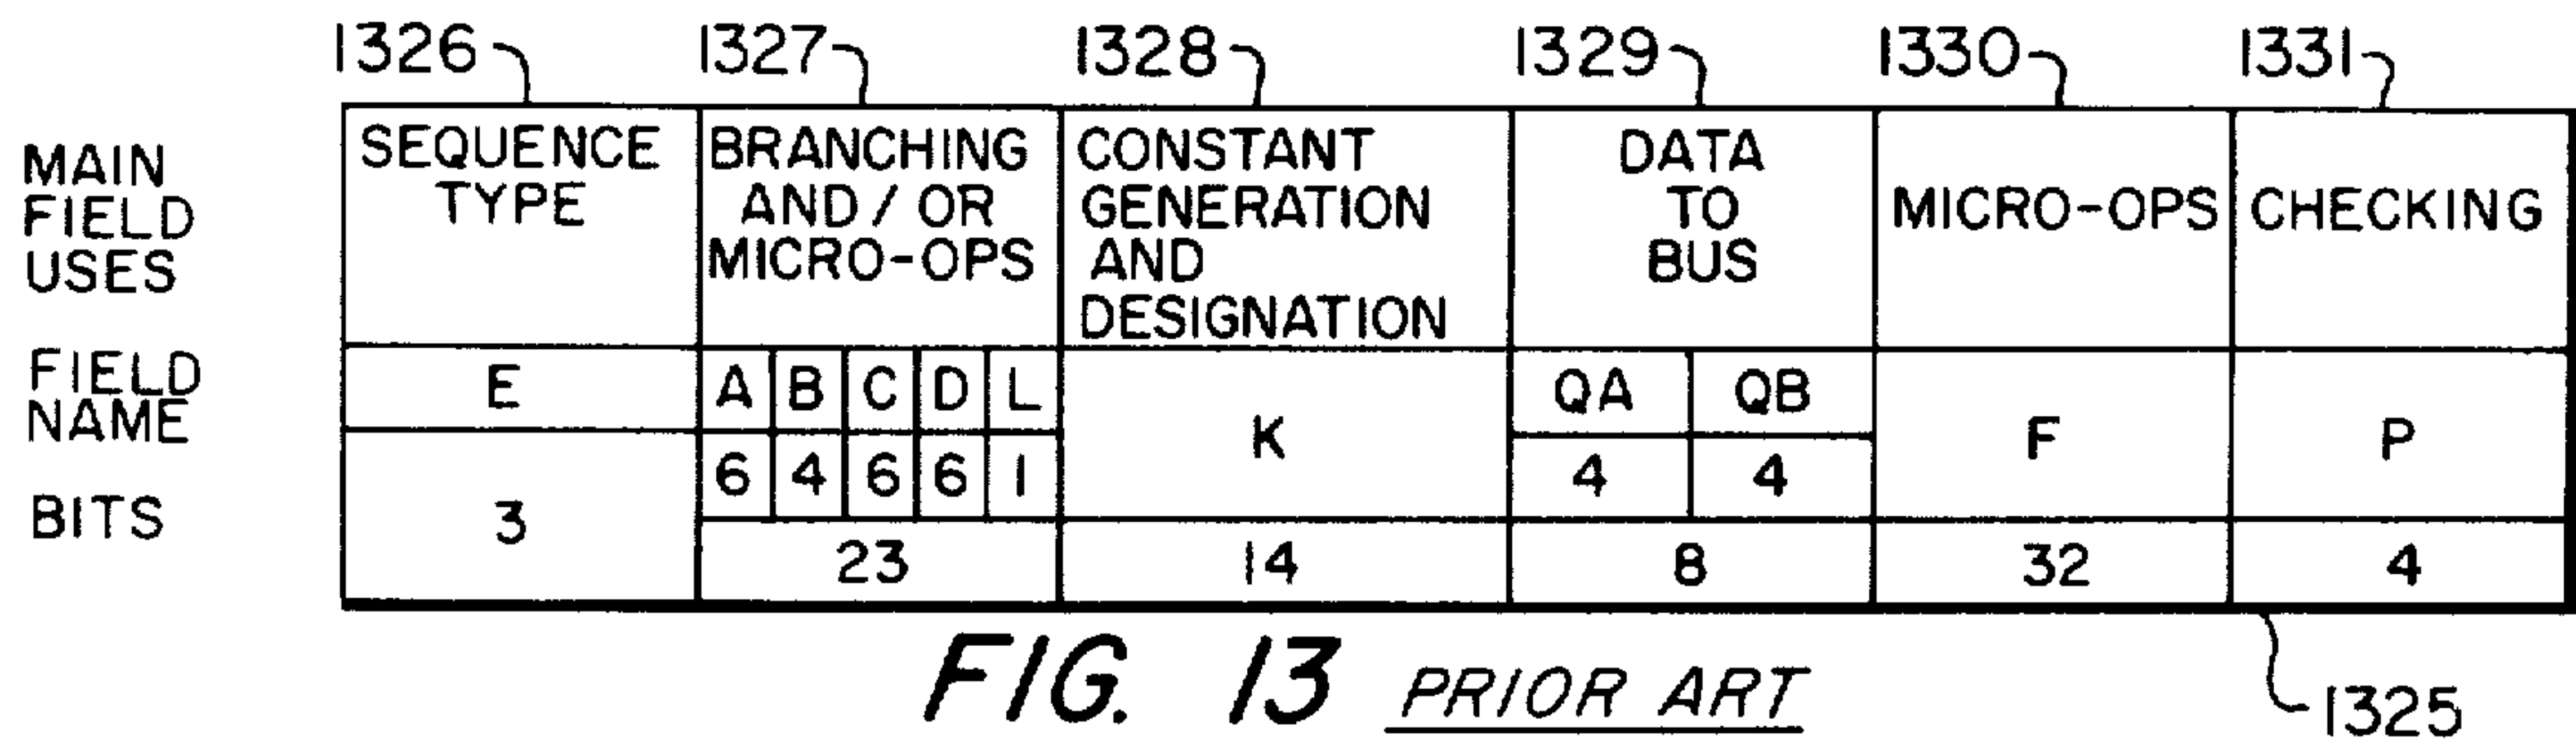 1326 1327 1328 1329 1330 1331
MAIN
FIELD
USES
SEQUENCE
TYPE
BRANCHING
AND/OR
MICRO-OPS
CONSTANT
GENERATION
AND
DESIGNATION
DATA
TO
BUS
MICRO-OPS
CHECKING
FIELD
NAME
E
A B C D L
K
QA QB
F
P
BITS
3
6 4 6 6 1
23
14
4 4
8
32
4
FIG. 13 PRIOR ART
1325